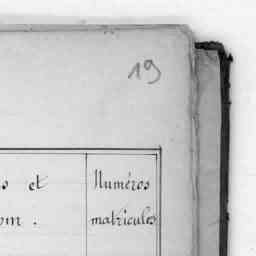 19
s et
Numéros
om.
matricules